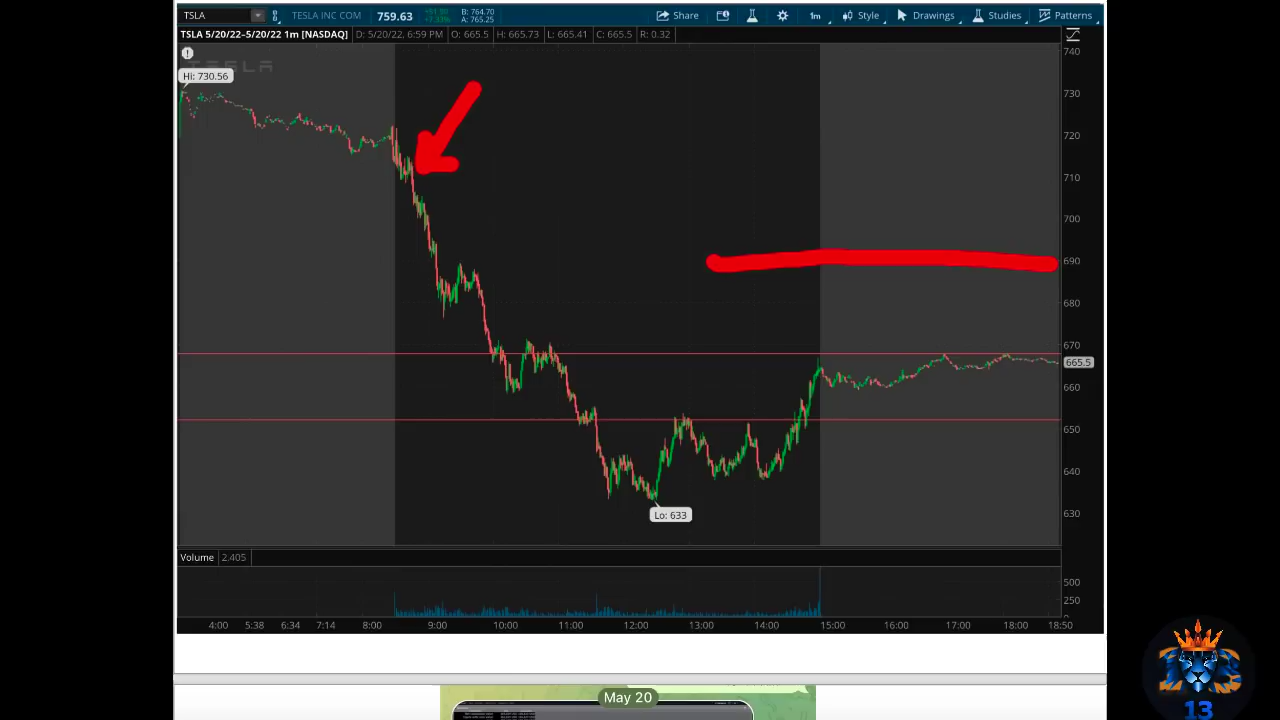 TSLA TESLA INC COM 759.63 +51.90 +7.33% B: 764.70 A: 765.25 Share 1m Style Drawings Studies Patterns
TSLA 5/20/22–5/20/22 1m [NASDAQ] D: 5/20/22, 6:59 PM O: 665.5 H: 665.73 L: 665.41 C: 665.5 R: 0.32
TESLA
Hi: 730.56
740
730
720
710
700
690
680
670
665.5
660
650
640
630
Lo: 633
Volume 2.405
500
250
4:00 5:38 6:34 7:14 8:00 9:00 10:00 11:00 12:00 13:00 14:00 15:00 16:00 17:00 18:00 18:50
May 20
13